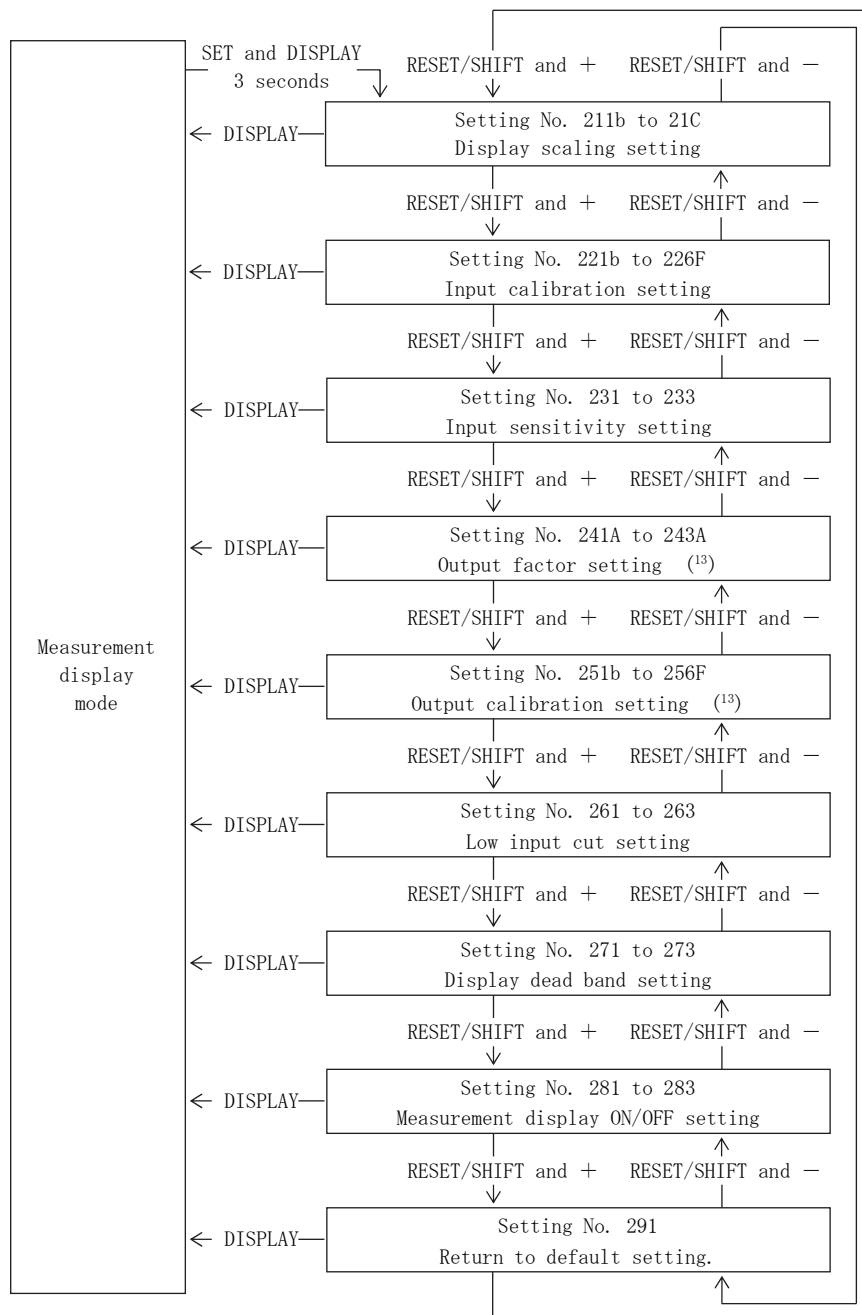 SET and DISPLAY
3 seconds
RESET/SHIFT and + RESET/SHIFT and −
Setting No. 211b to 21C
Display scaling setting
DISPLAY
RESET/SHIFT and + RESET/SHIFT and −
Setting No. 221b to 226F
Input calibration setting
DISPLAY
RESET/SHIFT and + RESET/SHIFT and −
Setting No. 231 to 233
Input sensitivity setting
DISPLAY
RESET/SHIFT and + RESET/SHIFT and −
Setting No. 241A to 243A
Output factor setting (13)
DISPLAY
RESET/SHIFT and + RESET/SHIFT and −
Measurement
display
mode
Setting No. 251b to 256F
Output calibration setting (13)
DISPLAY
RESET/SHIFT and + RESET/SHIFT and −
Setting No. 261 to 263
Low input cut setting
DISPLAY
RESET/SHIFT and + RESET/SHIFT and −
Setting No. 271 to 273
Display dead band setting
DISPLAY
RESET/SHIFT and + RESET/SHIFT and −
Setting No. 281 to 283
Measurement display ON/OFF setting
DISPLAY
RESET/SHIFT and + RESET/SHIFT and −
Setting No. 291
Return to default setting.
DISPLAY